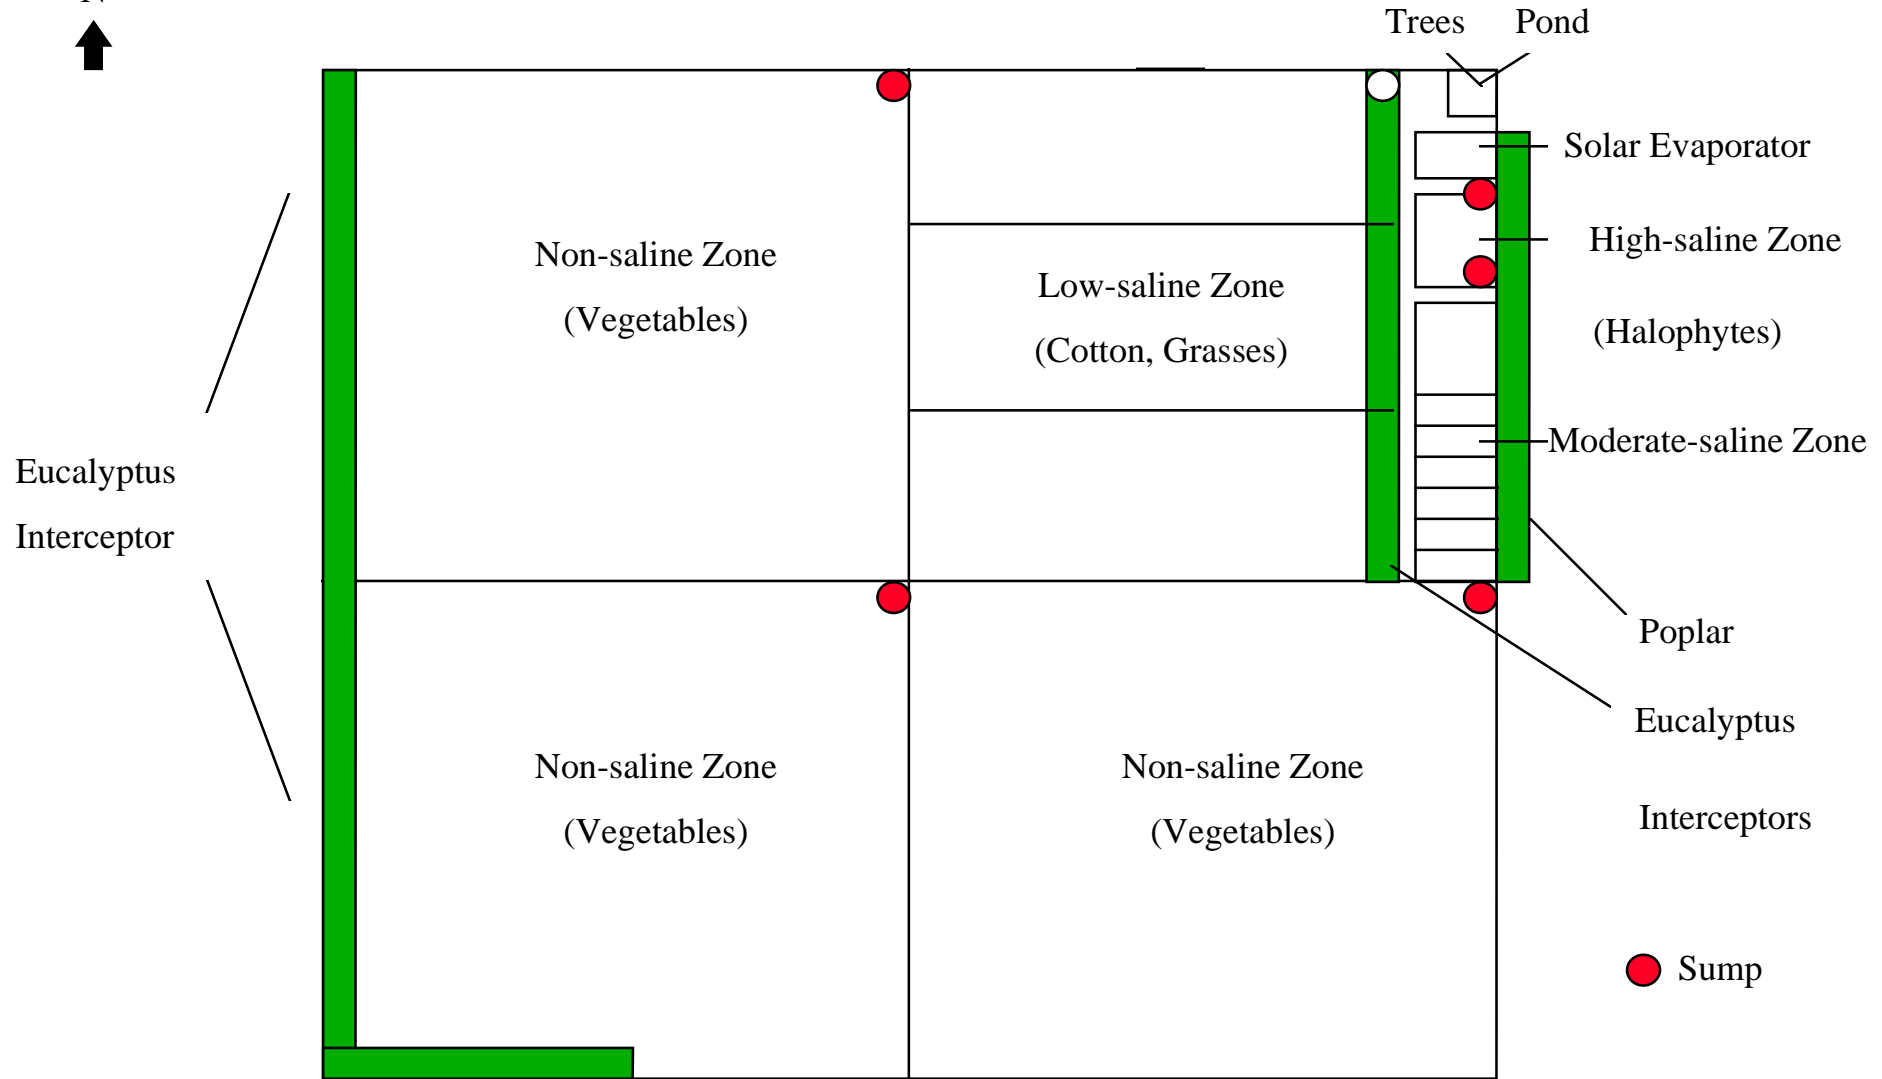 Trees Pond
Solar Evaporator
Non-saline Zone
(Vegetables)
Low-saline Zone
(Cotton, Grasses)
High-saline Zone
(Halophytes)
Moderate-saline Zone
Eucalyptus
Interceptor
Poplar
Eucalyptus
Interceptors
Non-saline Zone
(Vegetables)
Non-saline Zone
(Vegetables)
Sump